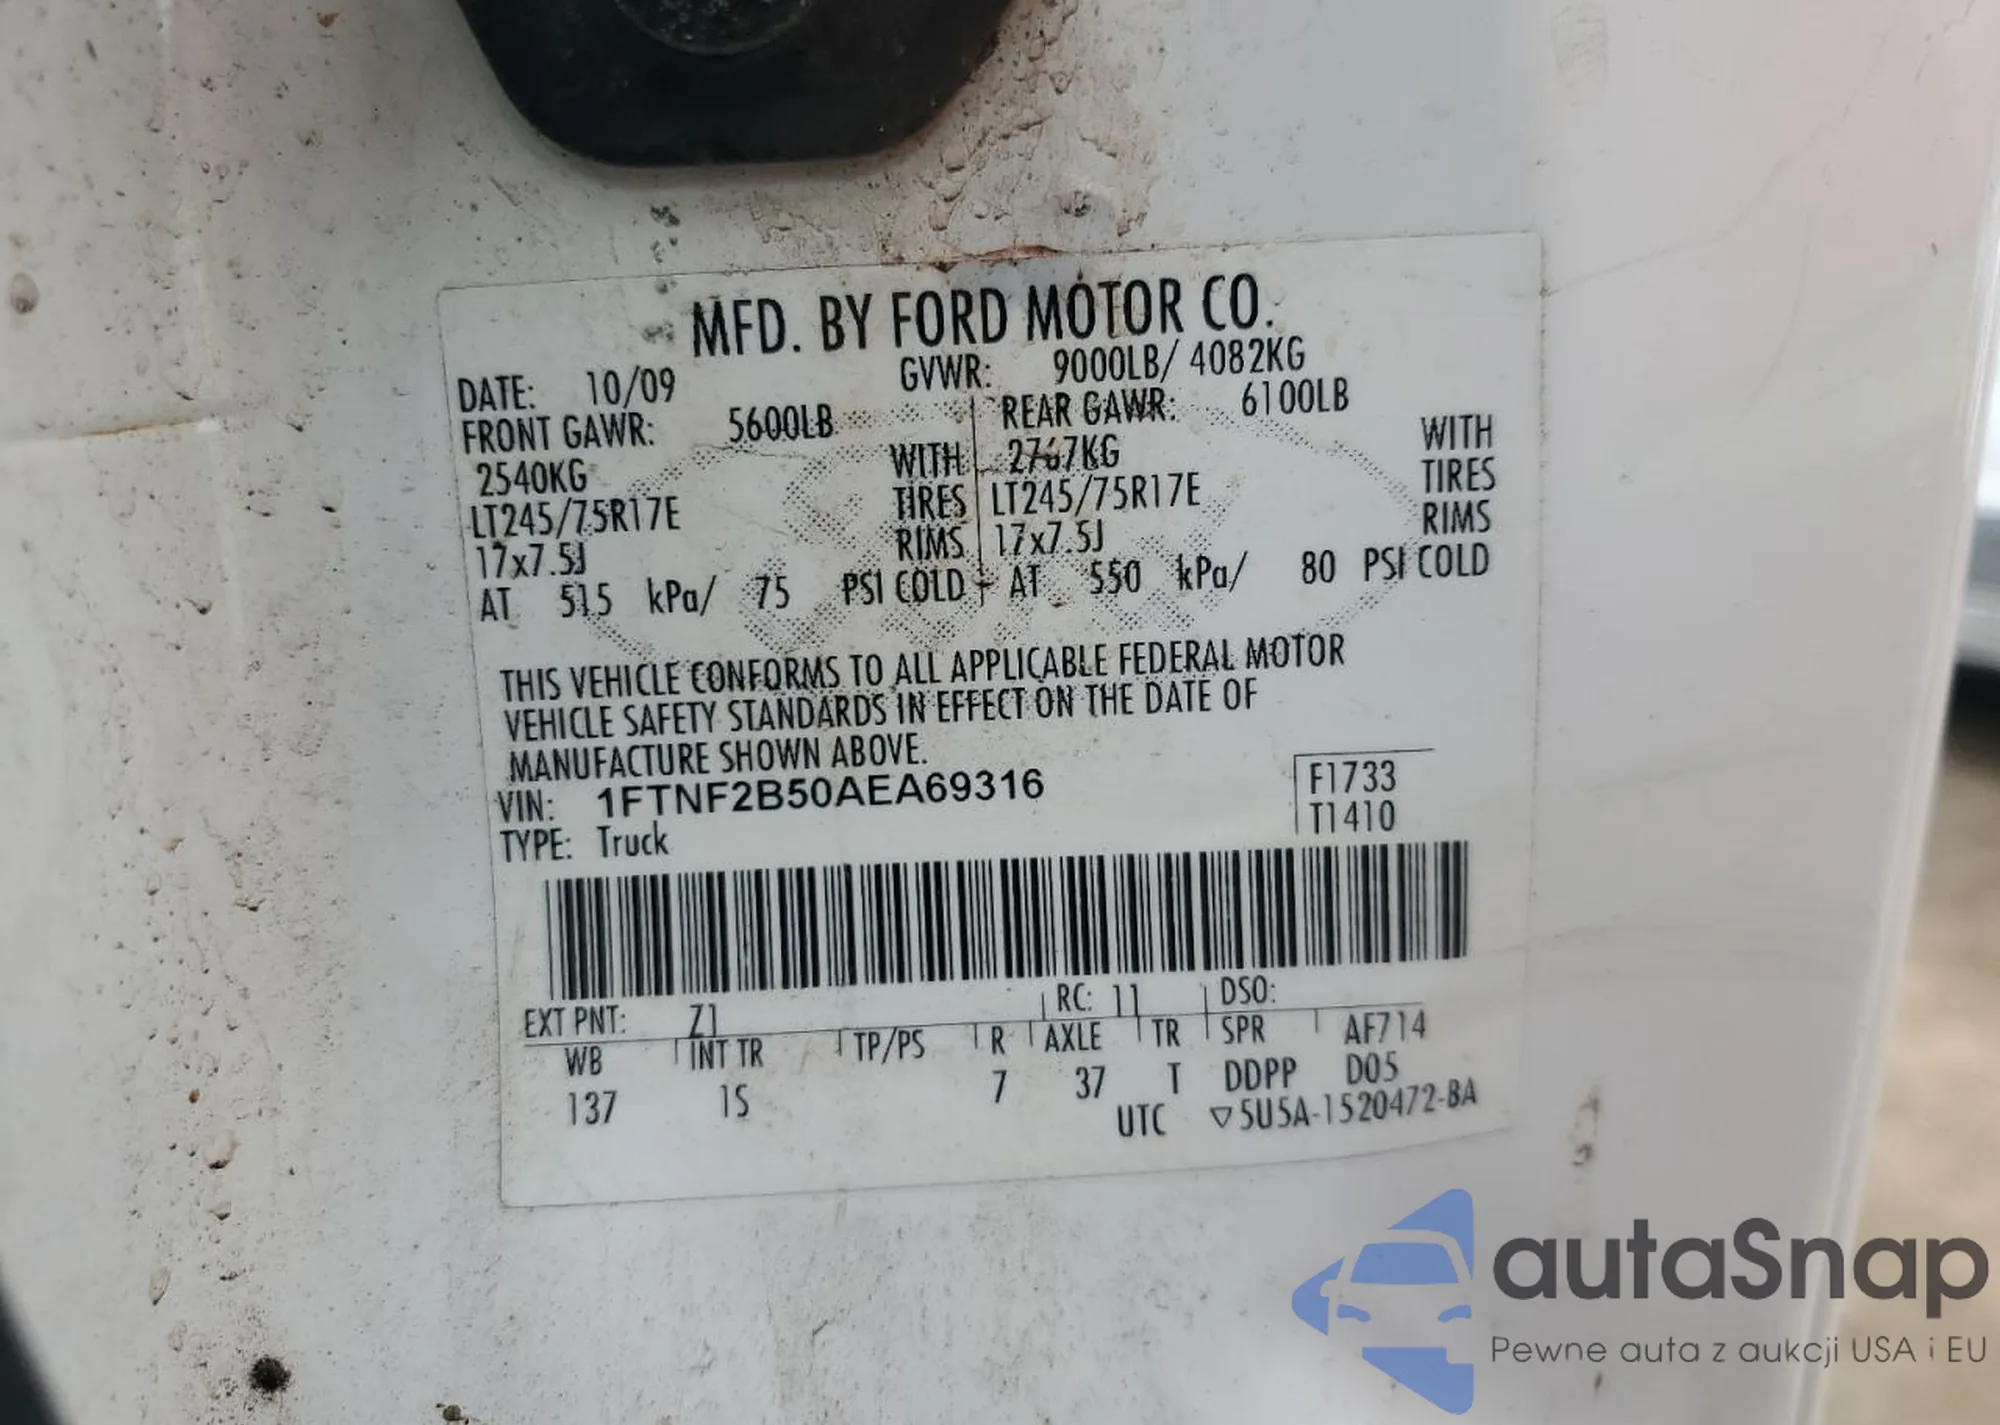 MFD. BY FORD MOTOR CO.
DATE: 10/09 GVWR: 9000LB/ 4082KG
FRONT GAWR: 5600LB REAR GAWR: 6100LB
2540KG WITH 2767KG WITH
LT245/75R17E TIRES LT245/75R17E TIRES
17x7.5J RIMS 17x7.5J RIMS
AT 515 kPa/ 75 PSI COLD AT 550 kPa/ 80 PSI COLD
THIS VEHICLE CONFORMS TO ALL APPLICABLE FEDERAL MOTOR
VEHICLE SAFETY STANDARDS IN EFFECT ON THE DATE OF
MANUFACTURE SHOWN ABOVE.
VIN: 1FTNF2B50AEA69316 F1733
TYPE: Truck T1410
EXT PNT: Z1 RC: 11 DSO:
WB INT TR TP/PS R AXLE TR SPR AF714
137 1S 7 37 T DDPP D05
UTC ▽5U5A-1520472-BA
autaSnap
Pewne auta z aukcji USA i EU